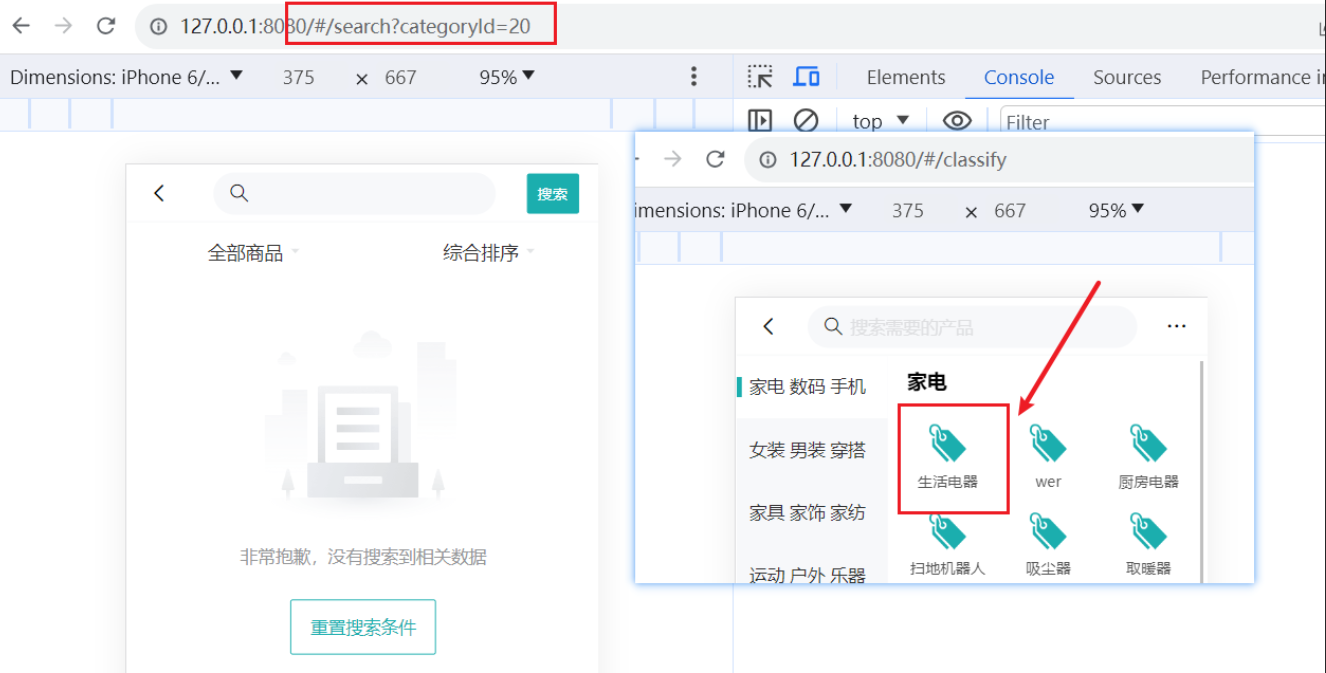 127.0.0.1:8080/#/search?categoryId=20
Dimensions: iPhone 6/... 375 × 667 95%
Elements Console Sources Performance in
top Filter
搜索
全部商品 综合排序
非常抱歉，没有搜索到相关数据
重置搜索条件
127.0.0.1:8080/#/classify
imensions: iPhone 6/... 375 × 667 95%
搜索需要的产品 ...
家电 数码 手机
女装 男装 穿搭
家具 家饰 家纺
运动 户外 乐器
家电
生活电器 wer 厨房电器
扫地机器人 吸尘器 取暖器